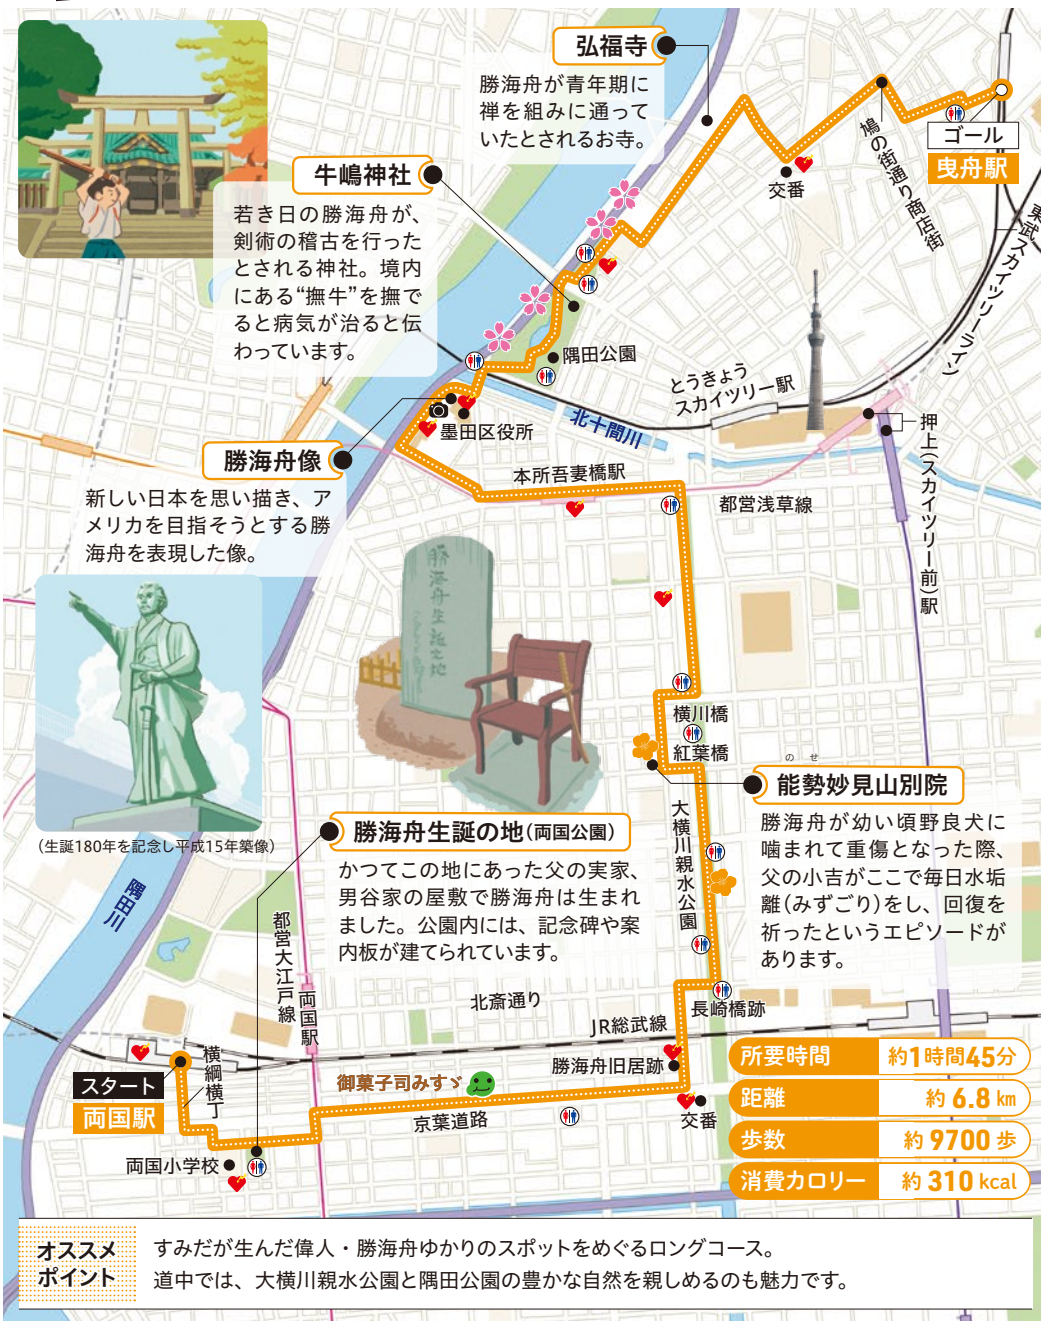 弘福寺
勝海舟が青年期に
禅を組みに通って
いたとされるお寺。
牛嶋神社
若き日の勝海舟が、
剣術の稽古を行った
とされる神社。境内
にある“撫牛”を撫で
ると病気が治ると伝
わっています。
交番
鳩の街通り商店街
ゴール
曳舟駅
東武スカイツリーライン
隅田公園
とうきょう
スカイツリー駅
北十間川
押上(スカイツリー前)駅
墨田区役所
勝海舟像
新しい日本を思い描き、ア
メリカを目指そうとする勝
海舟を表現した像。
本所吾妻橋駅
都営浅草線
勝海舟生誕之地
(生誕180年を記念し平成15年築像)
横川橋
紅葉橋
のせ
能勢妙見山別院
勝海舟が幼い頃野良犬に
噛まれて重傷となった際、
父の小吉がここで毎日水垢
離(みずごり)をし、回復を
祈ったというエピソードが
あります。
大横川親水公園
勝海舟生誕の地(両国公園)
かつてこの地にあった父の実家、
男谷家の屋敷で勝海舟は生まれ
ました。公園内には、記念碑や案
内板が建てられています。
隅田川
都営大江戸線
両国駅
北斎通り
JR総武線
長崎橋跡
勝海舟旧居跡
横綱横丁
スタート
両国駅
御菓子司みすゞ
京葉道路
交番
両国小学校
所要時間 約1時間45分
距離 約 6.8 km
歩数 約 9700 歩
消費カロリー 約 310 kcal
オススメ
ポイント
すみだが生んだ偉人・勝海舟ゆかりのスポットをめぐるロングコース。
道中では、大横川親水公園と隅田公園の豊かな自然を親しめるのも魅力です。